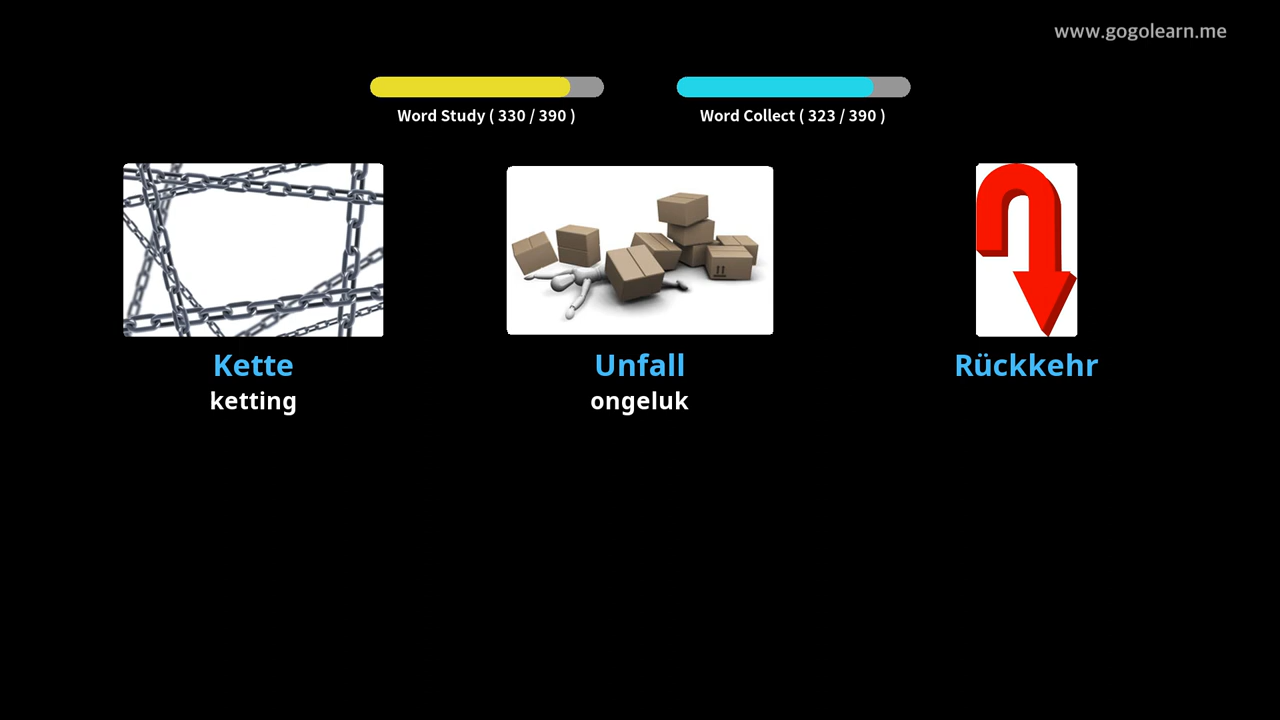 www.gogolearn.me
Word Study ( 330 / 390 )
Word Collect ( 323 / 390 )
Kette
ketting
Unfall
ongeluk
Rückkehr